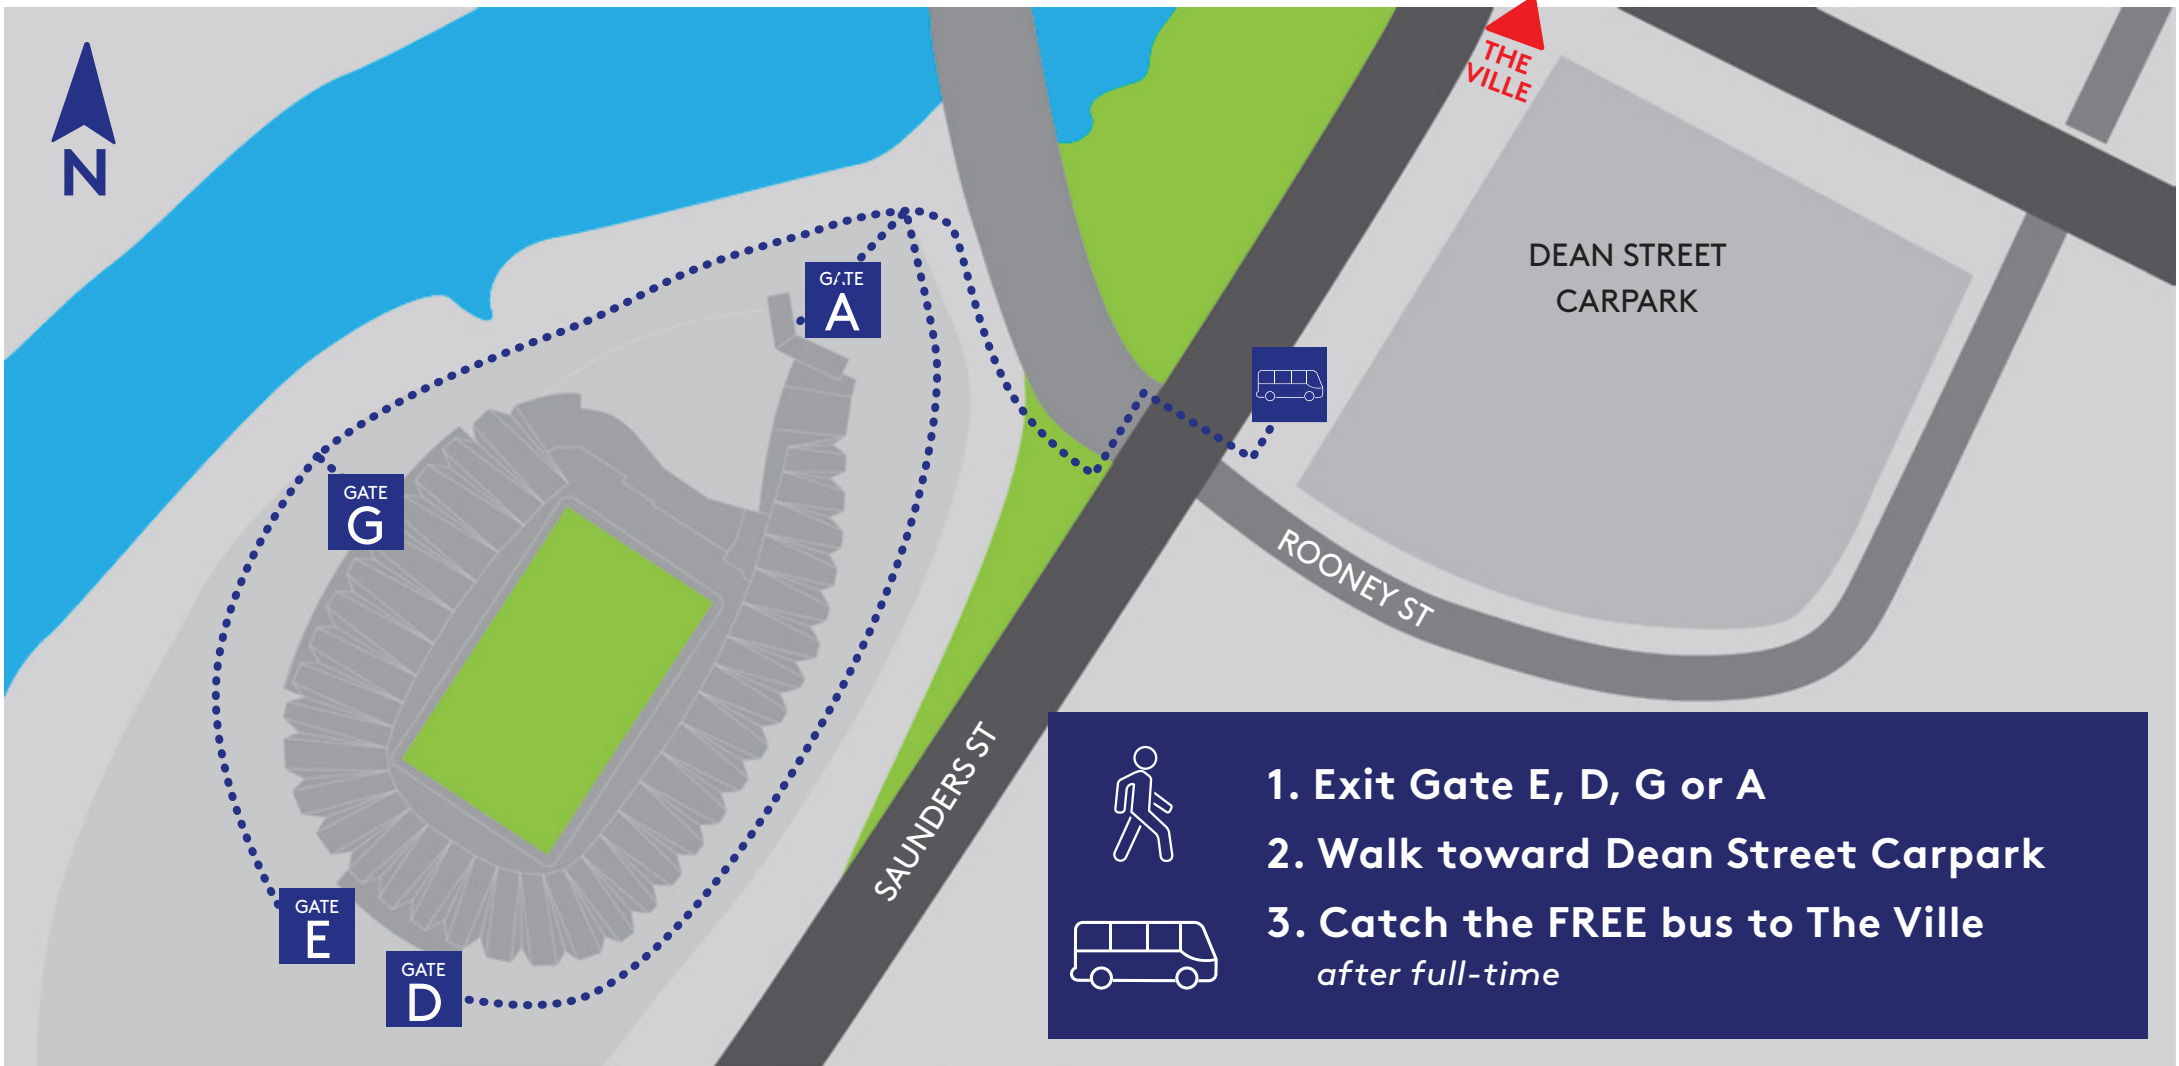 N
THE
VILLE
DEAN STREET
CARPARK
GATE
A
GATE
G
ROONEY ST
SAUNDERS ST
GATE
E
GATE
D
1. Exit Gate E, D, G or A
2. Walk toward Dean Street Carpark
3. Catch the FREE bus to The Ville
after full-time